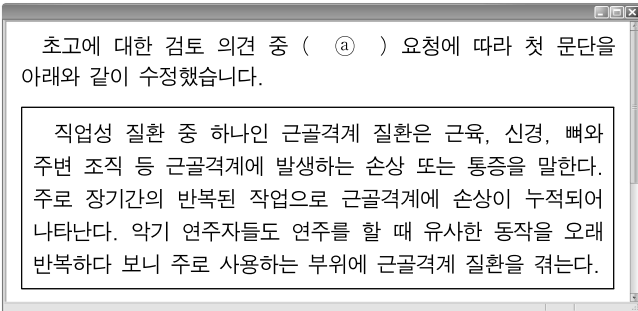 초고에 대한 검토 의견 중 ( ⓐ ) 요청에 따라 첫 문단을
아래와 같이 수정했습니다.
직업성 질환 중 하나인 근골격계 질환은 근육, 신경, 뼈와
주변 조직 등 근골격계에 발생하는 손상 또는 통증을 말한다.
주로 장기간의 반복된 작업으로 근골격계에 손상이 누적되어
나타난다. 악기 연주자들도 연주를 할 때 유사한 동작을 오래
반복하다 보니 주로 사용하는 부위에 근골격계 질환을 겪는다.